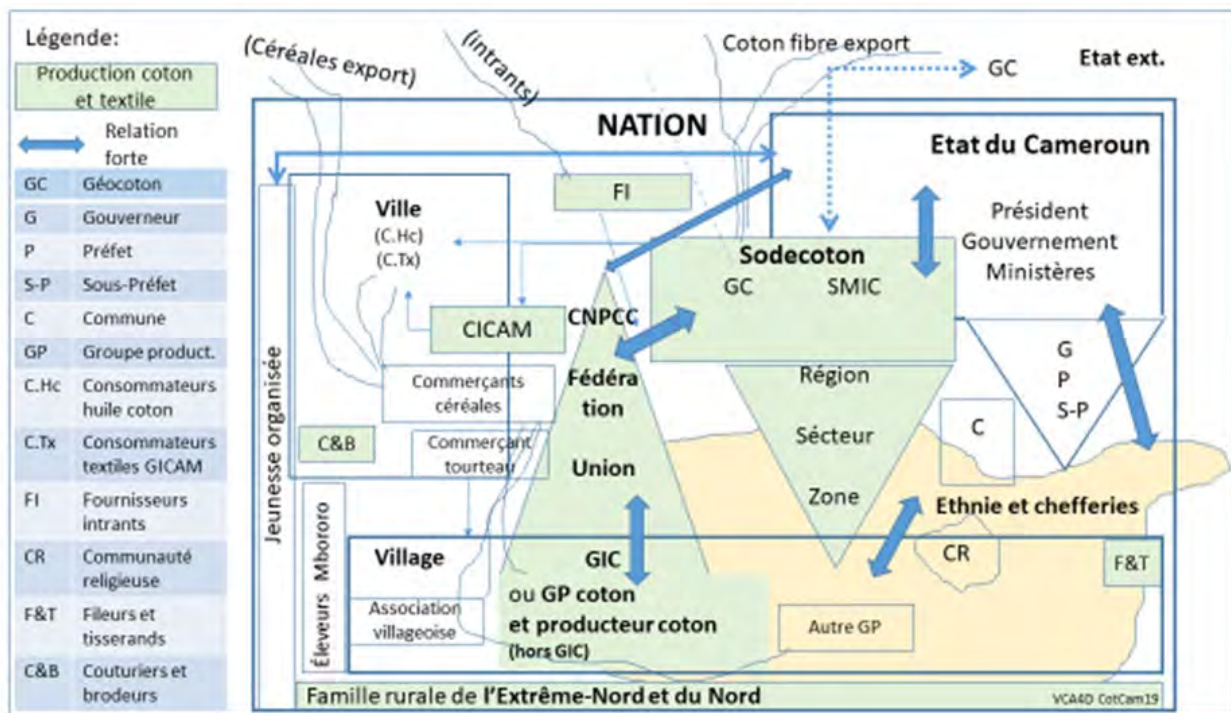 Légende:
Production coton
et textile
Relation
forte
GC Géocoton
G Gouverneur
P Préfet
S-P Sous-Préfet
C Commune
GP Groupe product.
C.Hc Consommateurs
huile coton
C.Tx Consommateurs
textiles GICAM
FI Fournisseurs
intrants
CR Communauté
religieuse
F&T Fileurs et
tisserands
C&B Couturiers et
brodeurs
(Céréales export)
(intrants)
Coton fibre export
GC
Etat ext.
NATION
Etat du Cameroun
Président
Gouvernement
Ministères
FI
Ville
(C.Hc)
(C.Tx)
Sodecoton
GC SMIC
CICAM
CNPCC
Commerçants
céréales
Fédéra
tion
Région
G
P
S-P
Jeunesse organisée
C&B
Commerçant
tourteau
Union
Sécteur
C
Zone
Ethnie et chefferies
Éleveurs Mbororo
Village
GIC
CR
F&T
Association
villageoise
ou GP coton
et producteur coton
(hors GIC)
Autre GP
Famille rurale de l'Extrême-Nord et du Nord
VCA4D CotCam19